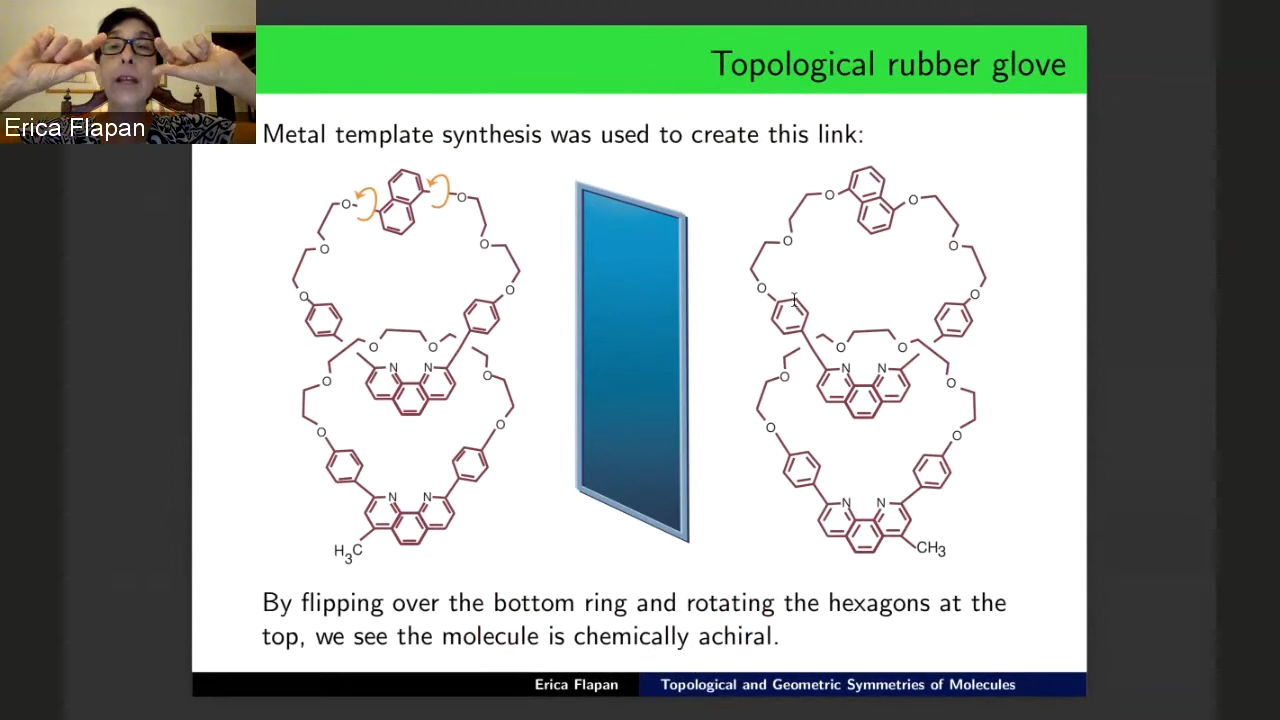 Topological rubber glove
Erica Flapan
Metal template synthesis was used to create this link:
O
O
O
O
O
O
O
O
O
O
N
N
O
O
O
O
N
N
H3C
O
O
O
O
O
O
O
O
N
N
O
O
O
O
N
N
CH3
By flipping over the bottom ring and rotating the hexagons at the
top, we see the molecule is chemically achiral.
Erica Flapan
Topological and Geometric Symmetries of Molecules